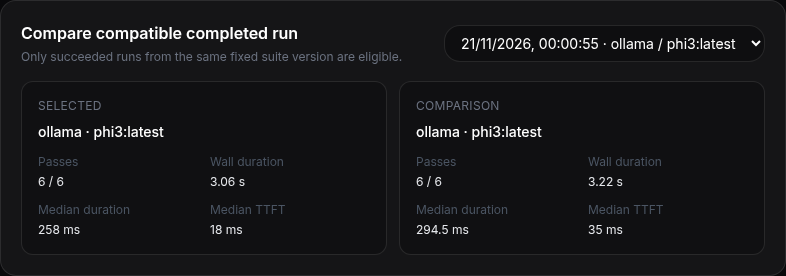 Compare compatible completed run
Only succeeded runs from the same fixed suite version are eligible.
21/11/2026, 00:00:55 · ollama / phi3:latest
SELECTED
ollama · phi3:latest
Passes
6 / 6
Wall duration
3.06 s
Median duration
258 ms
Median TTFT
18 ms
COMPARISON
ollama · phi3:latest
Passes
6 / 6
Wall duration
3.22 s
Median duration
294.5 ms
Median TTFT
35 ms